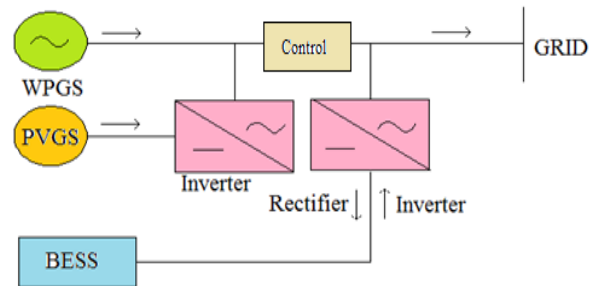 Control
GRID
WPGS
PVGS
Inverter
Rectifier
Inverter
BESS